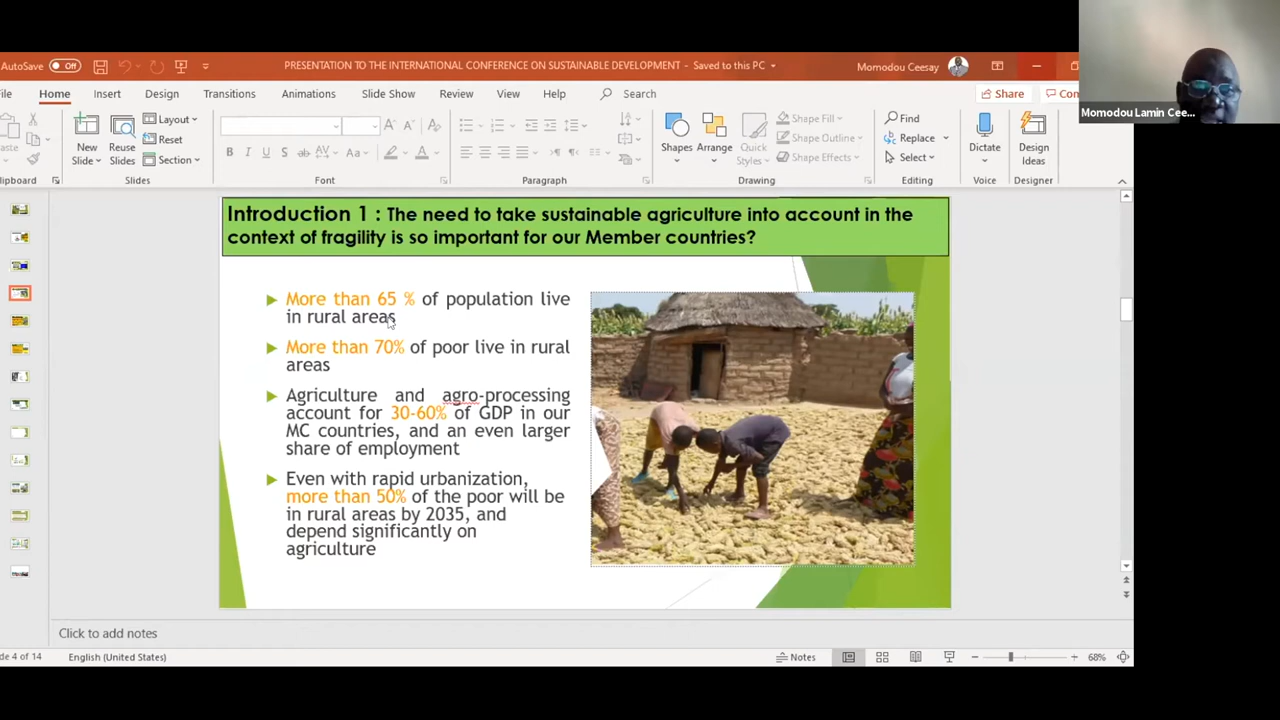 AutoSave Off
PRESENTATION TO THE INTERNATIONAL CONFERENCE ON SUSTAINABLE DEVELOPMENT - Saved to this PC
Momodou Ceesay
Momodou Lamin Cee...
Home Insert Design Transitions Animations Slide Show Review View Help Search
Share
New Slide
Reuse Slides
Layout
Reset
Section
Shapes
Arrange
Quick Styles
Shape Fill
Shape Outline
Shape Effects
Find
Replace
Select
Dictate
Design Ideas
Slides Font Paragraph Drawing Editing Voice Designer
Introduction 1 : The need to take sustainable agriculture into account in the
context of fragility is so important for our Member countries?
More than 65 % of population live
in rural areas
More than 70% of poor live in rural
areas
Agriculture and agro-processing
account for 30-60% of GDP in our
MC countries, and an even larger
share of employment
Even with rapid urbanization,
more than 50% of the poor will be
in rural areas by 2035, and
depend significantly on
agriculture
Click to add notes
4 of 14 English (United States) Notes 68%